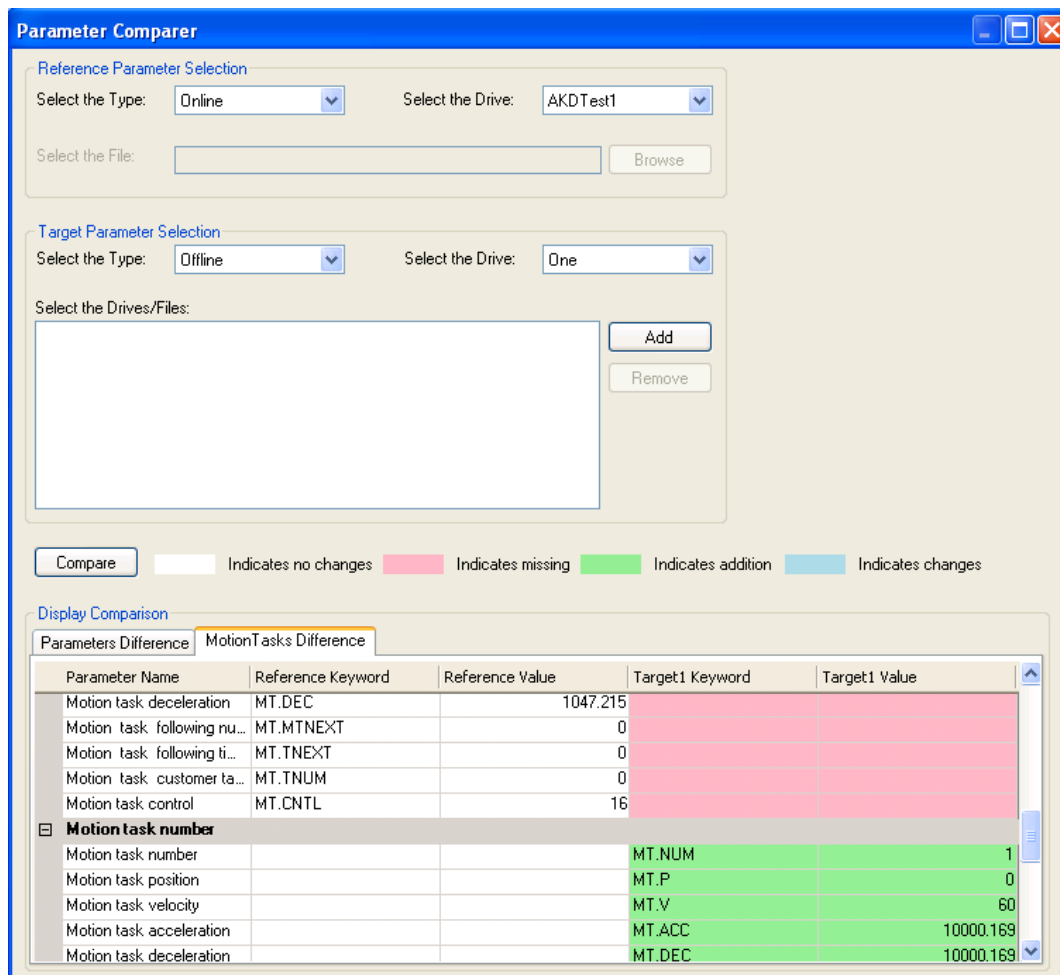 Parameter Comparer
Reference Parameter Selection
Select the Type: Online Select the Drive: AKDTest1
Select the File: Browse
Target Parameter Selection
Select the Type: Offline Select the Drive: One
Select the Drives/Files:
Add
Remove
Compare Indicates no changes Indicates missing Indicates addition Indicates changes
Display Comparison
Parameters Difference MotionTasks Difference
Parameter Name Reference Keyword Reference Value Target1 Keyword Target1 Value
Motion task deceleration MT.DEC 1047.215
Motion task following nu... MT.MTNEXT 0
Motion task following ti... MT.TNEXT 0
Motion task customer ta... MT.TNUM 0
Motion task control MT.CNTL 16
Motion task number
Motion task number MT.NUM 1
Motion task position MT.P 0
Motion task velocity MT.V 60
Motion task acceleration MT.ACC 10000.169
Motion task deceleration MT.DEC 10000.169